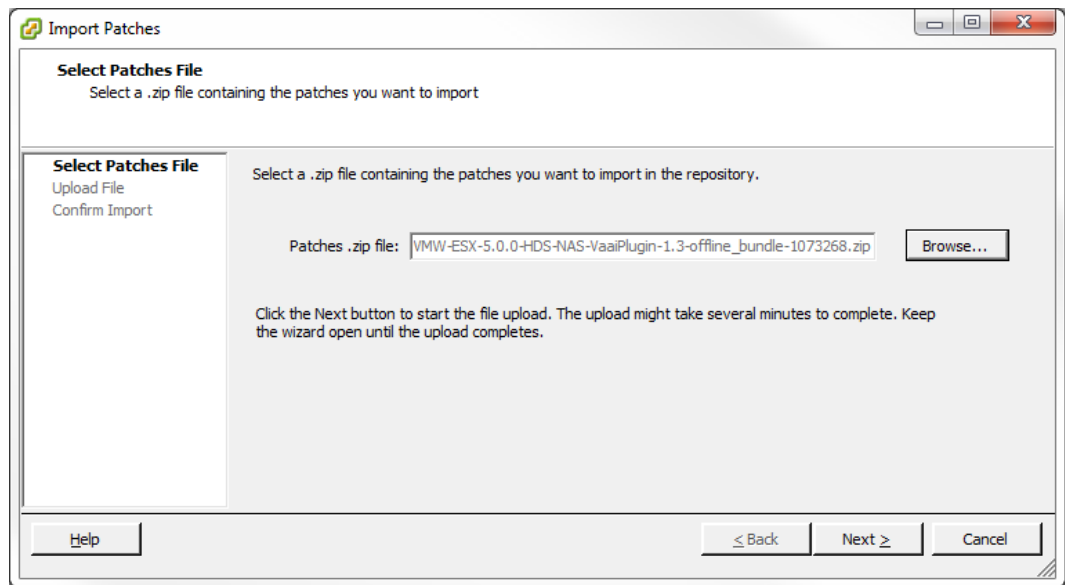 Import Patches
Select Patches File
Select a .zip file containing the patches you want to import
Select Patches File
Upload File
Confirm Import
Select a .zip file containing the patches you want to import in the repository.
Patches .zip file: VMW-ESX-5.0.0-HDS-NAS-VaaiPlugin-1.3-offline_bundle-1073268.zip Browse...
Click the Next button to start the file upload. The upload might take several minutes to complete. Keep
the wizard open until the upload completes.
Help < Back Next > Cancel